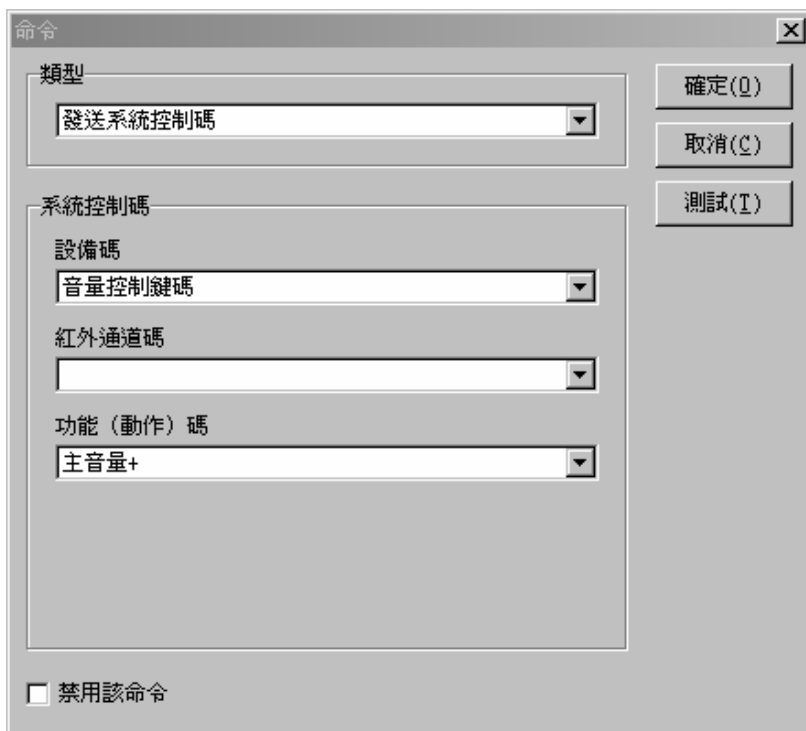 命令
類型
發送系統控制碼
確定(O)
取消(C)
測試(T)
系統控制碼
設備碼
音量控制鍵碼
紅外通道碼
功能（動作）碼
主音量+
禁用該命令